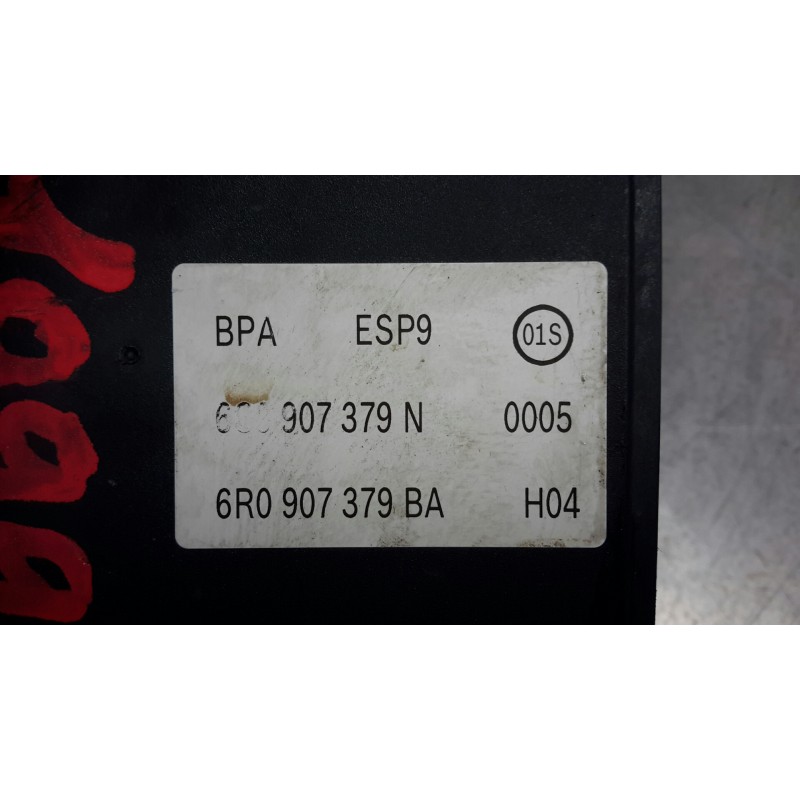 BPA ESP9 01S
907 379 N 0005
6R0 907 379 BA H04